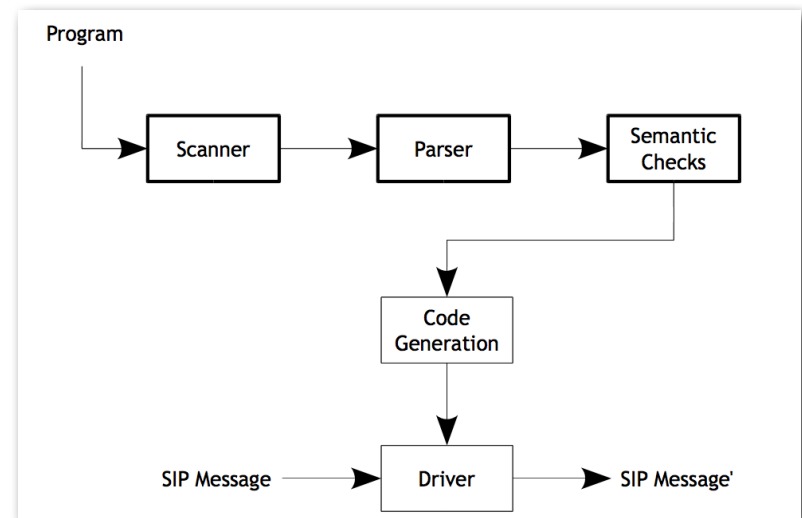 Program
Scanner
Parser
Semantic
Checks
Code
Generation
SIP Message
Driver
SIP Message'